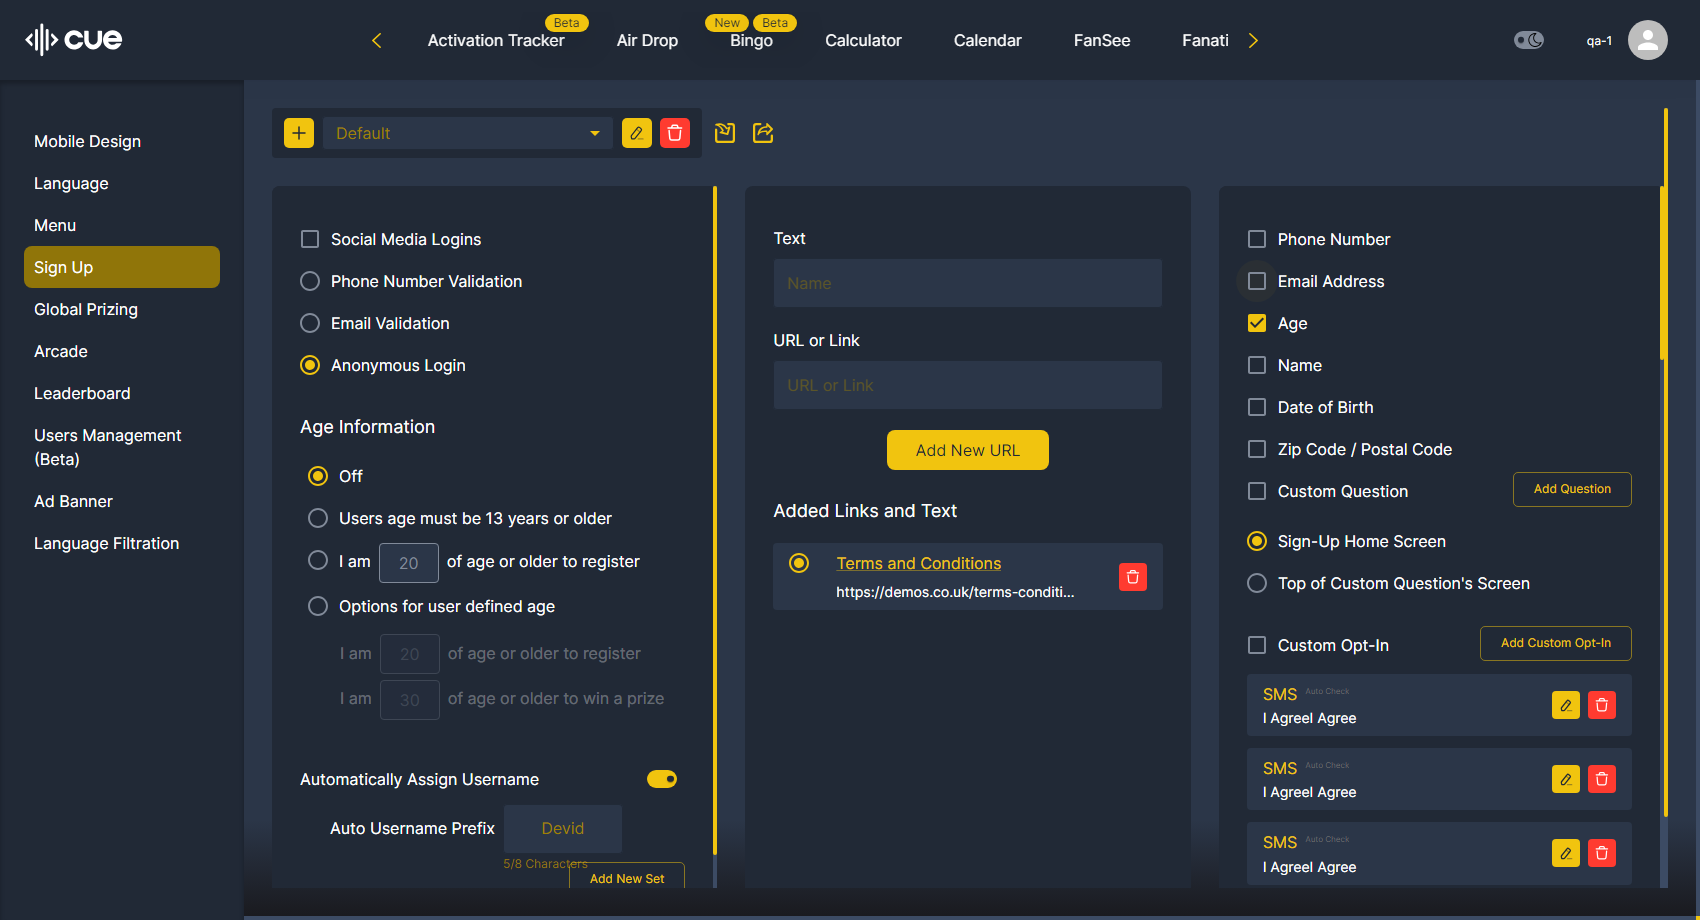 cue
Activation Tracker
Beta
Air Drop
Bingo
New
Beta
Calculator
Calendar
FanSee
Fanati
qa-1
Mobile Design
Language
Menu
Sign Up
Global Prizing
Arcade
Leaderboard
Users Management
(Beta)
Ad Banner
Language Filtration
Default
Social Media Logins
Phone Number Validation
Email Validation
Anonymous Login
Age Information
Off
Users age must be 13 years or older
I am 20 of age or older to register
Options for user defined age
I am 20 of age or older to register
I am 30 of age or older to win a prize
Automatically Assign Username
Auto Username Prefix Devid
5/8 Characters
Add New Set
Text
Name
URL or Link
URL or Link
Add New URL
Added Links and Text
Terms and Conditions
https://demos.co.uk/terms-conditi...
Phone Number
Email Address
Age
Name
Date of Birth
Zip Code / Postal Code
Custom Question
Add Question
Sign-Up Home Screen
Top of Custom Question's Screen
Custom Opt-In
Add Custom Opt-In
SMS Auto Check
I AgreeI Agree
SMS Auto Check
I AgreeI Agree
SMS Auto Check
I AgreeI Agree